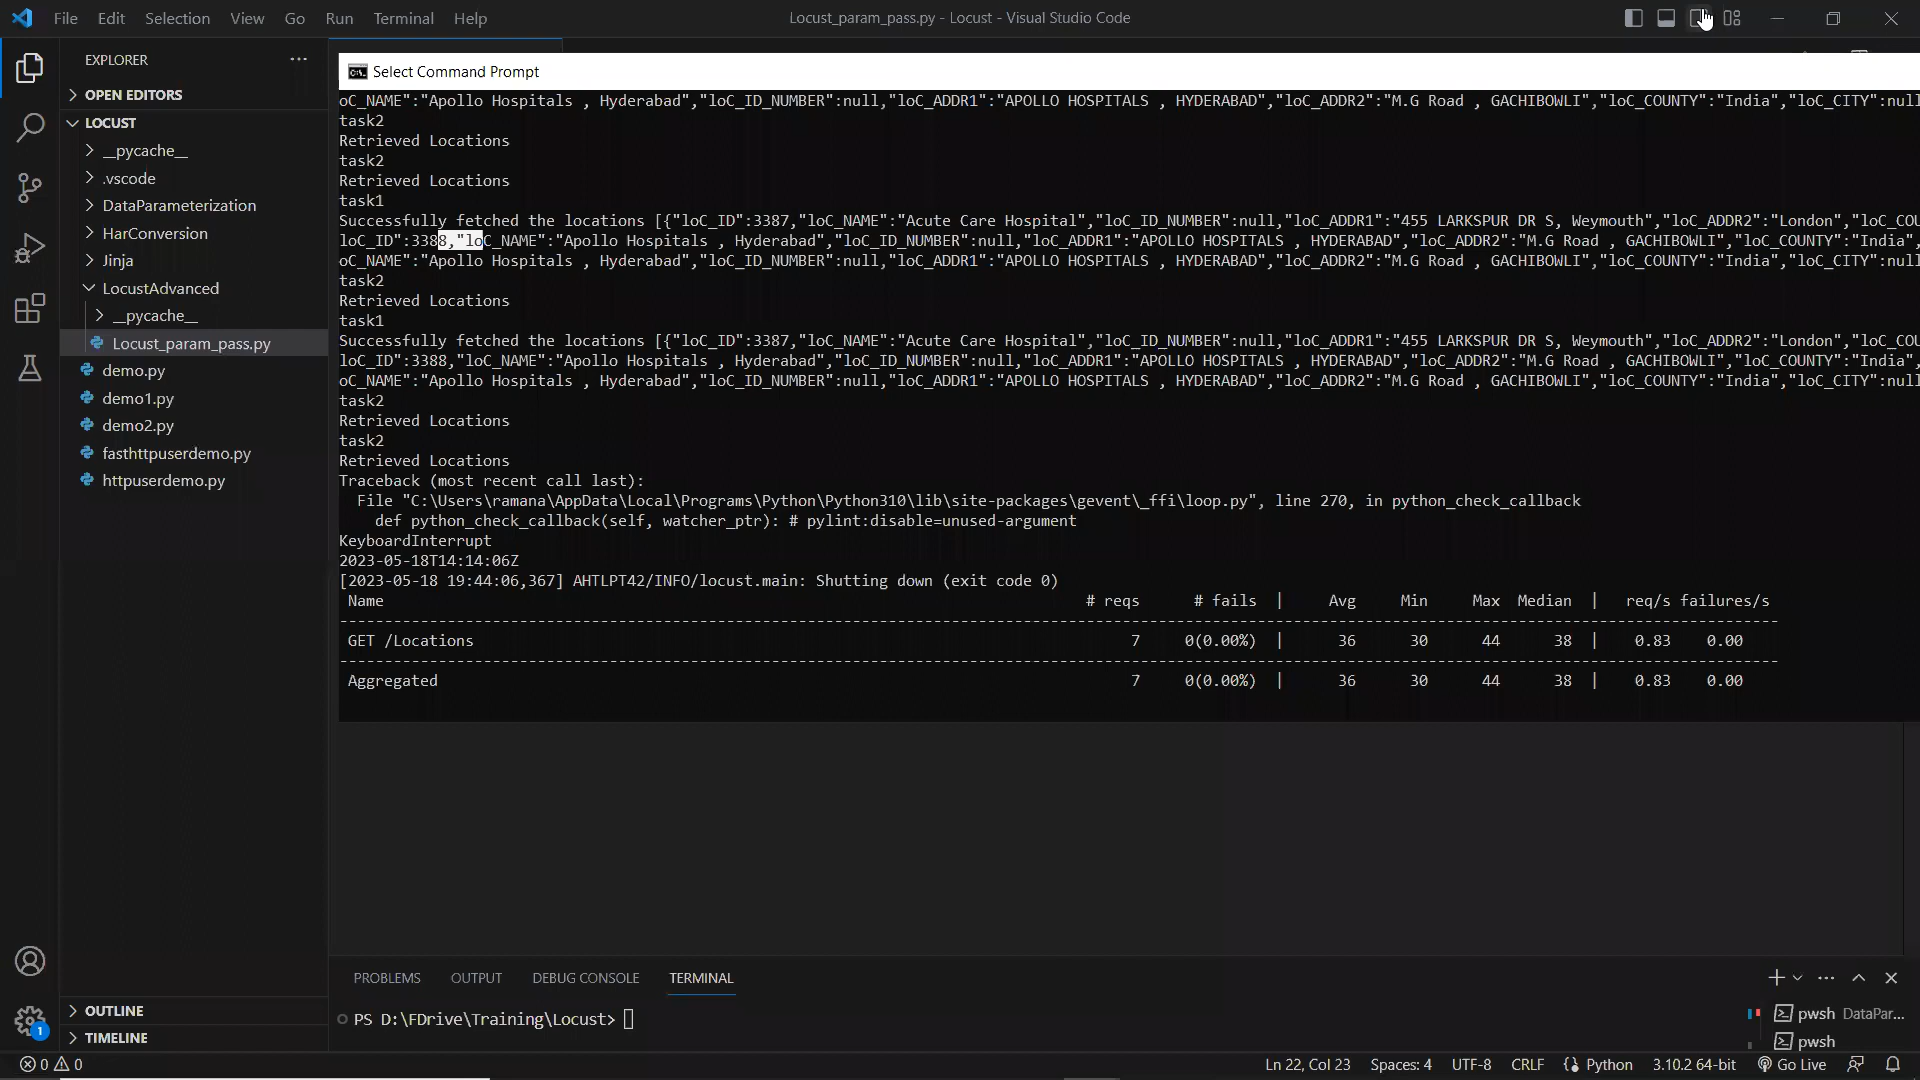 File Edit Selection View Go Run Terminal Help
Locust_param_pass.py - Locust - Visual Studio Code
EXPLORER
OPEN EDITORS
LOCUST
__pycache__
.vscode
DataParameterization
HarConversion
Jinja
LocustAdvanced
__pycache__
Locust_param_pass.py
demo.py
demo1.py
demo2.py
fasthttpuserdemo.py
httpuserdemo.py
OUTLINE
TIMELINE
Select Command Prompt
oC_NAME":"Apollo Hospitals , Hyderabad","loC_ID_NUMBER":null,"loC_ADDR1":"APOLLO HOSPITALS , HYDERABAD","loC_ADDR2":"M.G Road , GACHIBOWLI","loC_COUNTY":"India","loC_CITY":null
task2
Retrieved Locations
task2
Retrieved Locations
task1
Successfully fetched the locations [{"loC_ID":3387,"loC_NAME":"Acute Care Hospital","loC_ID_NUMBER":null,"loC_ADDR1":"455 LARKSPUR DR S, Weymouth","loC_ADDR2":"London","loC_COU
loC_ID":3388,"loC_NAME":"Apollo Hospitals , Hyderabad","loC_ID_NUMBER":null,"loC_ADDR1":"APOLLO HOSPITALS , HYDERABAD","loC_ADDR2":"M.G Road , GACHIBOWLI","loC_COUNTY":"India",
oC_NAME":"Apollo Hospitals , Hyderabad","loC_ID_NUMBER":null,"loC_ADDR1":"APOLLO HOSPITALS , HYDERABAD","loC_ADDR2":"M.G Road , GACHIBOWLI","loC_COUNTY":"India","loC_CITY":null
task2
Retrieved Locations
task1
Successfully fetched the locations [{"loC_ID":3387,"loC_NAME":"Acute Care Hospital","loC_ID_NUMBER":null,"loC_ADDR1":"455 LARKSPUR DR S, Weymouth","loC_ADDR2":"London","loC_COU
loC_ID":3388,"loC_NAME":"Apollo Hospitals , Hyderabad","loC_ID_NUMBER":null,"loC_ADDR1":"APOLLO HOSPITALS , HYDERABAD","loC_ADDR2":"M.G Road , GACHIBOWLI","loC_COUNTY":"India",
oC_NAME":"Apollo Hospitals , Hyderabad","loC_ID_NUMBER":null,"loC_ADDR1":"APOLLO HOSPITALS , HYDERABAD","loC_ADDR2":"M.G Road , GACHIBOWLI","loC_COUNTY":"India","loC_CITY":null
task2
Retrieved Locations
task2
Retrieved Locations
Traceback (most recent call last):
File "C:\Users\ramana\AppData\Local\Programs\Python\Python310\lib\site-packages\gevent\_ffi\loop.py", line 270, in python_check_callback
def python_check_callback(self, watcher_ptr): # pylint:disable=unused-argument
KeyboardInterrupt
2023-05-18T14:14:06Z
[2023-05-18 19:44:06,367] AHTLPT42/INFO/locust.main: Shutting down (exit code 0)
Name # reqs # fails | Avg Min Max Median | req/s failures/s
GET /Locations 7 0(0.00%) | 36 30 44 38 | 0.83 0.00
Aggregated 7 0(0.00%) | 36 30 44 38 | 0.83 0.00
PROBLEMS OUTPUT DEBUG CONSOLE TERMINAL
PS D:\FDrive\Training\Locust>
pwsh DataPar...
pwsh
1
0 0
Ln 22, Col 23 Spaces: 4 UTF-8 CRLF Python 3.10.2 64-bit Go Live